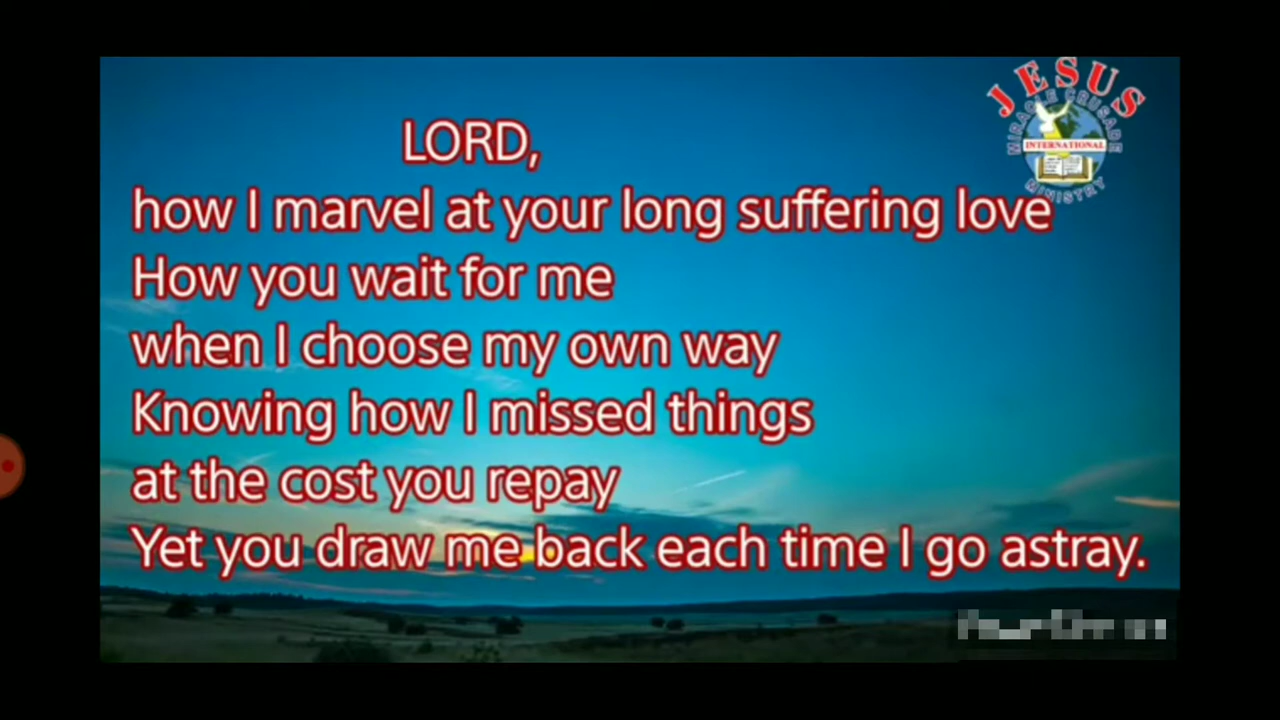 JESUS
MIRACLE CRUSADE
INTERNATIONAL
MINISTRY
LORD,
how I marvel at your long suffering love
How you wait for me
when I choose my own way
Knowing how I missed things
at the cost you repay
Yet you draw me back each time I go astray.